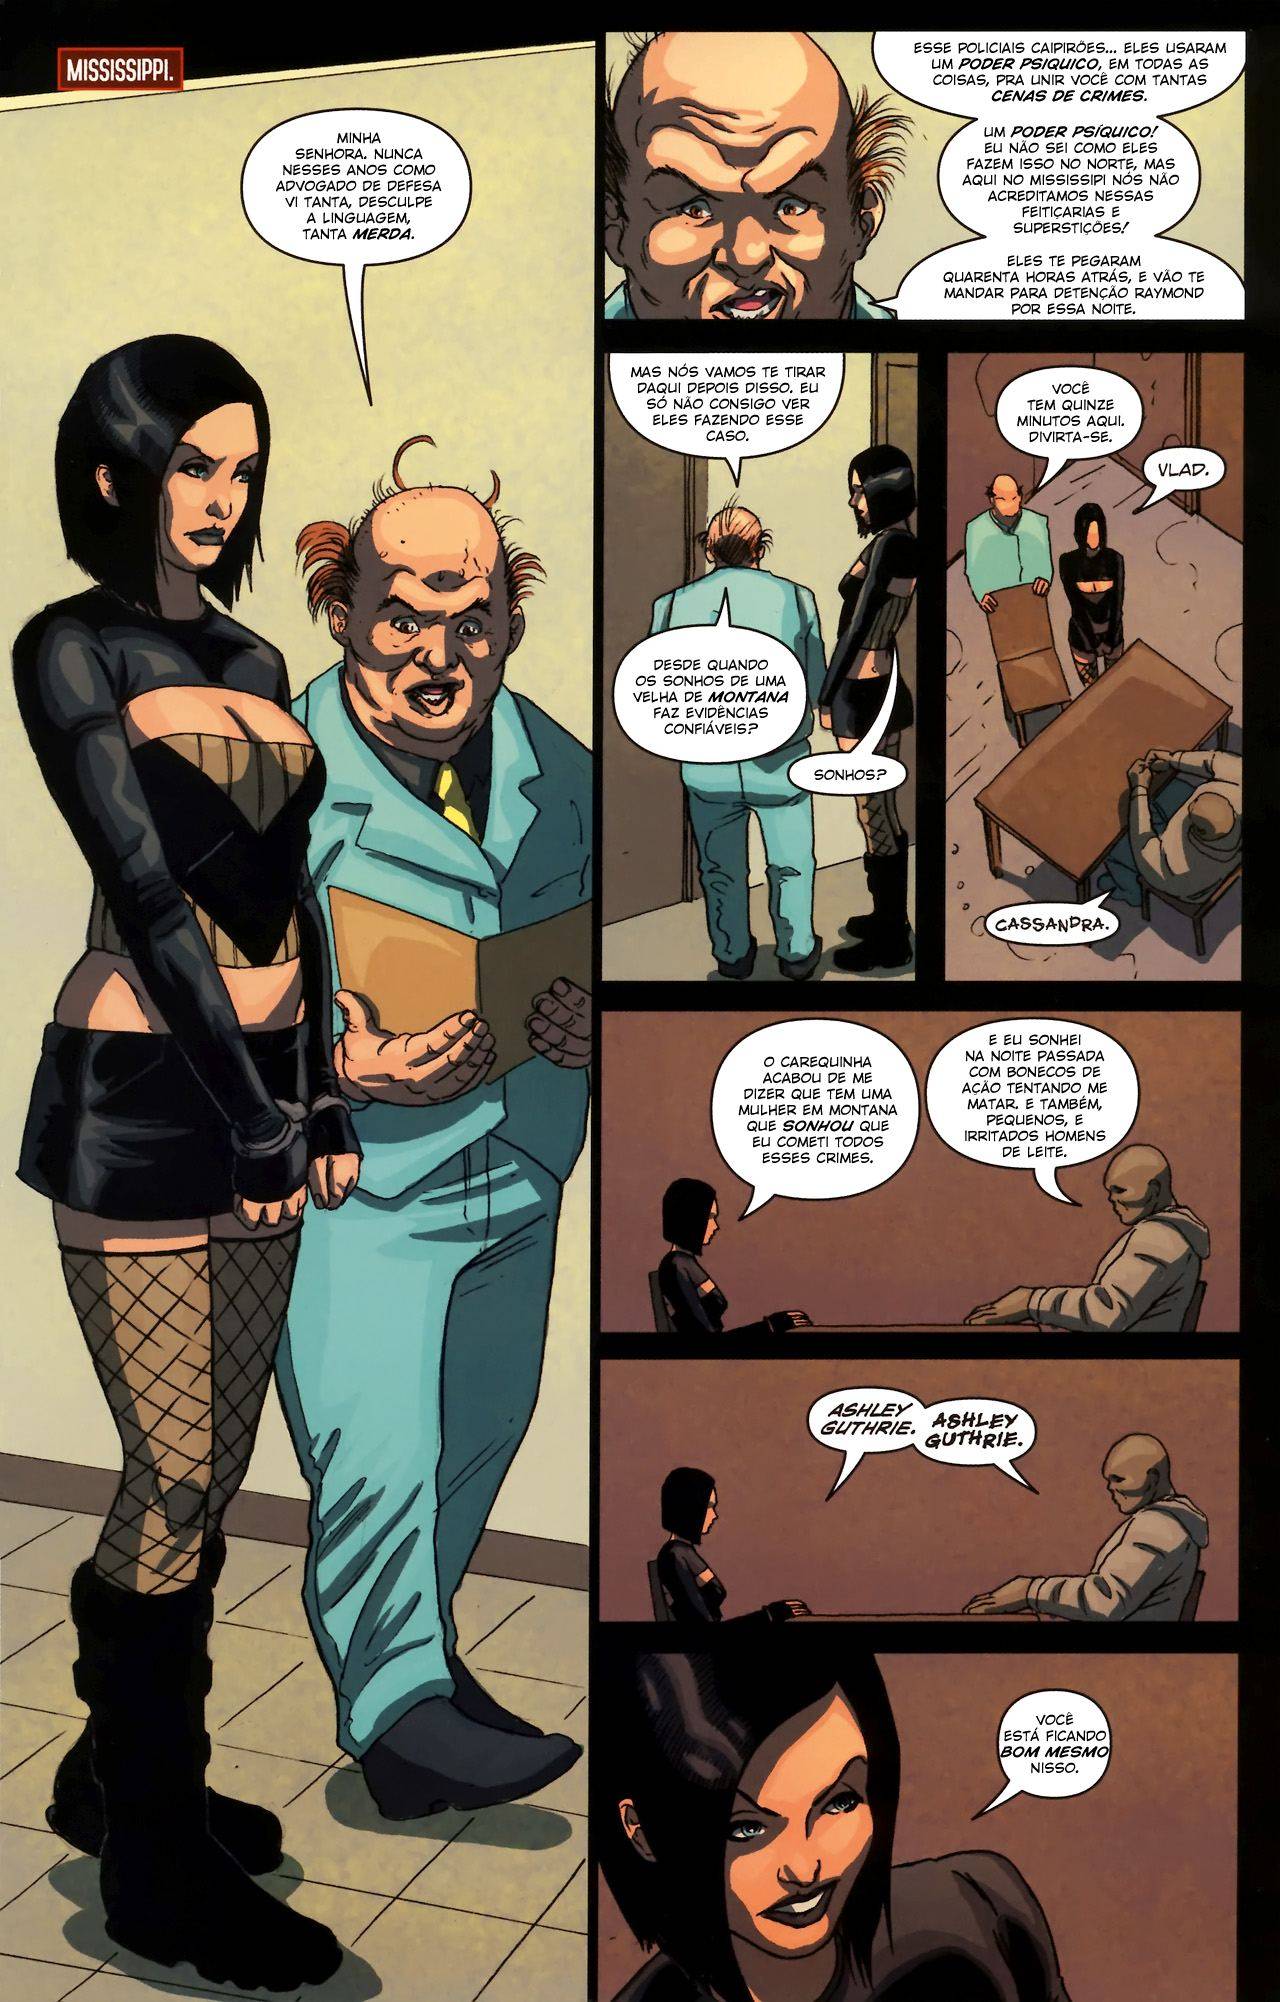 MISSISSIPPI.
MINHA
SENHORA. NUNCA
NESSES ANOS COMO
ADVOGADO DE DEFESA
VI TANTA, DESCULPE
A LINGUAGEM,
TANTA MERDA.
ESSE POLICIAIS CAIPIRÕES... ELES USARAM
UM PODER PSIQUICO, EM TODAS AS
COISAS, PRA UNIR VOCÊ COM TANTAS
CENAS DE CRIMES.
UM PODER PSÍQUICO!
EU NÃO SEI COMO ELES
FAZEM ISSO NO NORTE, MAS
AQUI NO MISSISSIPI NÓS NÃO
ACREDITAMOS NESSAS
FEITIÇARIAS E
SUPERSTIÇÕES!
ELES TE PEGARAM
QUARENTA HORAS ATRÁS, E VÃO TE
MANDAR PARA DETENÇÃO RAYMOND
POR ESSA NOITE.
MAS NÓS VAMOS TE TIRAR
DAQUI DEPOIS DISSO. EU
SÓ NÃO CONSIGO VER
ELES FAZENDO ESSE
CASO.
DESDE QUANDO
OS SONHOS DE UMA
VELHA DE MONTANA
FAZ EVIDÊNCIAS
CONFIÁVEIS?
SONHOS?
VOCÊ
TEM QUINZE
MINUTOS AQUI.
DIVIRTA-SE.
VLAD.
CASSANDRA.
O CAREQUINHA
ACABOU DE ME
DIZER QUE TEM UMA
MULHER EM MONTANA
QUE SONHOU QUE
EU COMETI TODOS
ESSES CRIMES.
E EU SONHEI
NA NOITE PASSADA
COM BONECOS DE
AÇÃO TENTANDO ME
MATAR. E TAMBÉM,
PEQUENOS, E
IRRITADOS HOMENS
DE LEITE.
ASHLEY
GUTHRIE.
ASHLEY
GUTHRIE.
VOCÊ
ESTÁ FICANDO
BOM MESMO
NISSO.